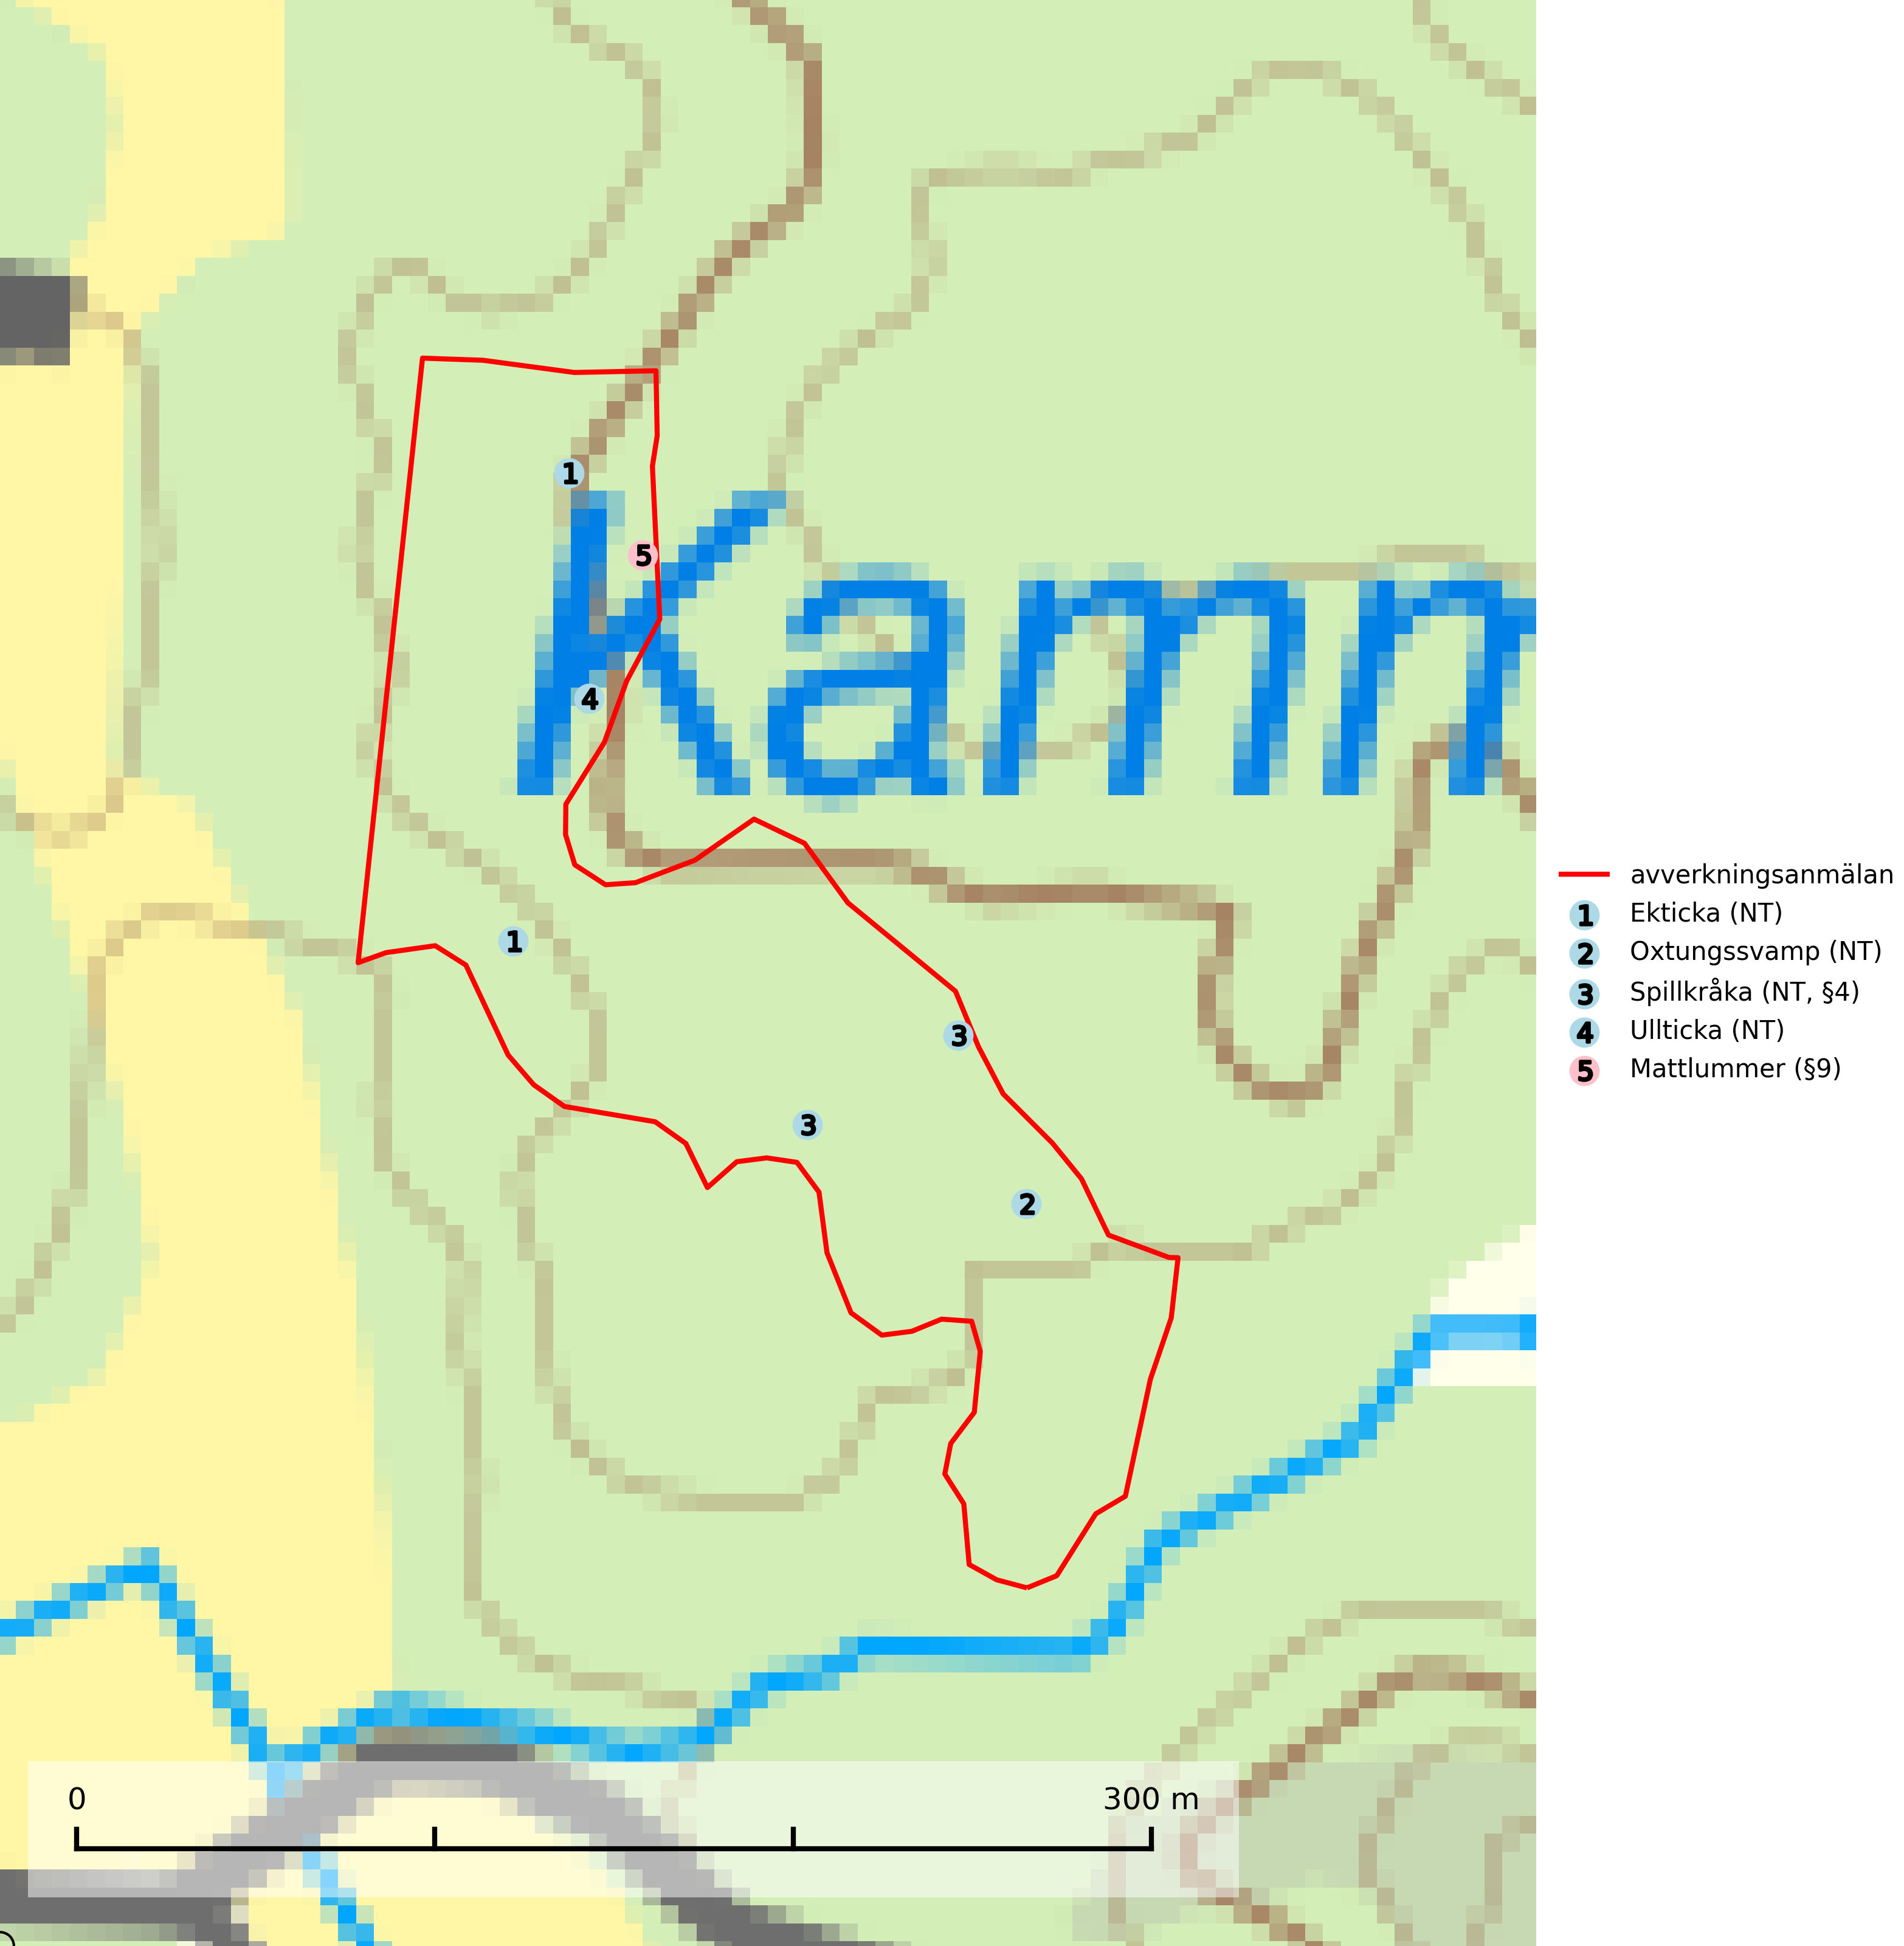 1
5
Kamm
4
1
3
3
2
avverkningsanmälan
1 Ekticka (NT)
2 Oxtungssvamp (NT)
3 Spillkråka (NT, §4)
4 Ullticka (NT)
5 Mattlummer (§9)
0 300 m